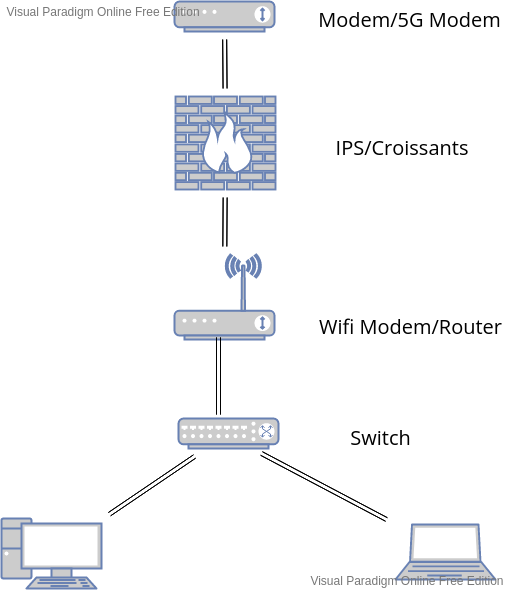 Visual Paradigm Online Free Edition
Modem/5G Modem
IPS/Croissants
Wifi Modem/Router
Switch
Visual Paradigm Online Free Edition